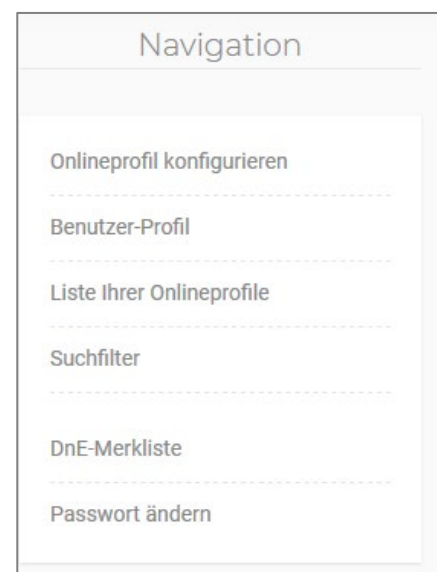 Navigation
Onlineprofil konfigurieren
Benutzer-Profil
Liste Ihrer Onlineprofile
Suchfilter
DnE-Merkliste
Passwort ändern